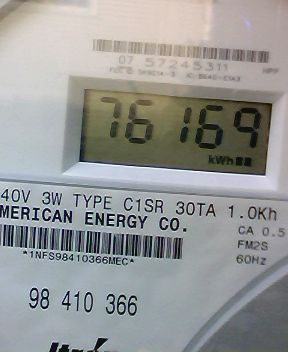 07 57245311
76169
kWh
40V 3W TYPE C1SR 30TA 1.0Kh
MERICAN ENERGY CO.
CA 0.5
FM2S
60Hz
*1NFS98410366MEC*
98 410 366
Itrón